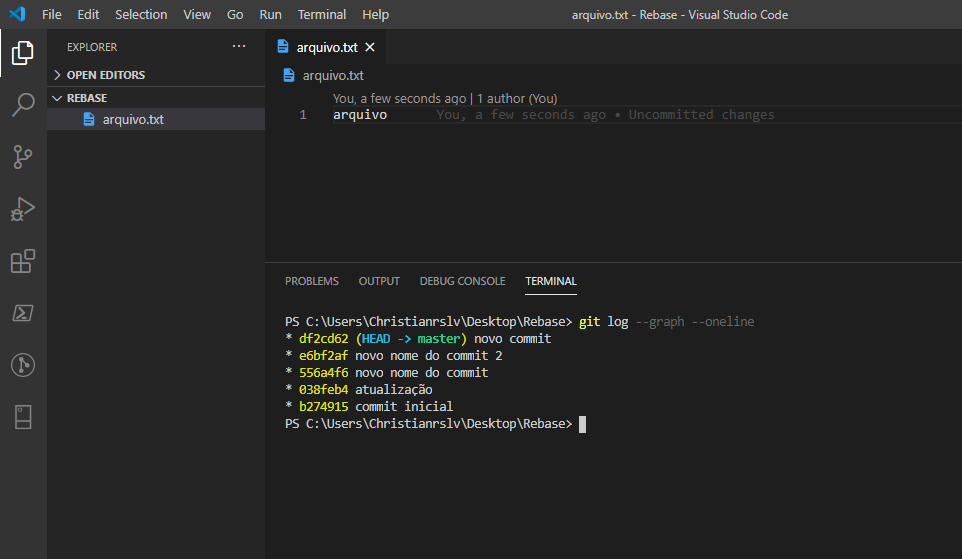 File Edit Selection View Go Run Terminal Help arquivo.txt - Rebase - Visual Studio Code
EXPLORER ...
OPEN EDITORS
REBASE
arquivo.txt
arquivo.txt
arquivo.txt
You, a few seconds ago | 1 author (You)
1 arquivo You, a few seconds ago • Uncommitted changes
PROBLEMS OUTPUT DEBUG CONSOLE TERMINAL
PS C:\Users\Christianrslv\Desktop\Rebase> git log --graph --oneline
* df2cd62 (HEAD -> master) novo commit
* e6bf2af novo nome do commit 2
* 556a4f6 novo nome do commit
* 038feb4 atualização
* b274915 commit inicial
PS C:\Users\Christianrslv\Desktop\Rebase>